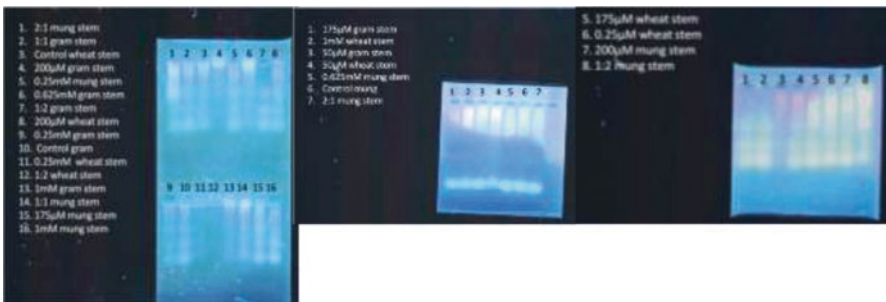 1. 2:1 mung stem
2. 1:1 gram stem
3. Control wheat stem
4. 200µM gram stem
5. 0.25mM mung stem
6. 0.625mM gram stem
7. 1:2 gram stem
8. 200µM wheat stem
9. 0.25mM gram stem
10. Control gram
11. 0.25mM wheat stem
12. 1:2 wheat stem
13. 1mM gram stem
14. 1:1 mung stem
15. 175µM mung stem
16. 1mM mung stem
1 2 3 4 5 6 7 8
9 10 11 12 13 14 15 16
1. 175µM gram stem
2. 1mM wheat stem
3. 50µM gram stem
4. 50µM wheat stem
5. 0.625mM mung stem
6. Control mung
7. 2:1 mung stem
1 2 3 4 5 6 7
5. 175µM wheat stem
6. 0.25µM wheat stem
7. 200µM mung stem
8. 1:2 mung stem
1 2 3 4 5 6 7 8